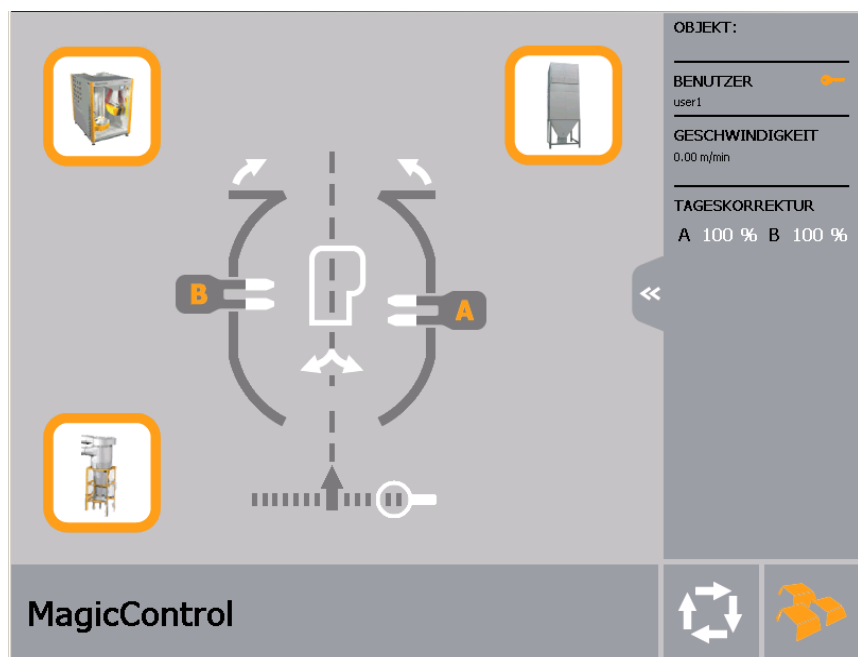 OBJEKT:
BENUTZER
user1
GESCHWINDIGKEIT
0.00 m/min
TAGESKORREKTUR
A 100 % B 100 %
B
A
MagicControl